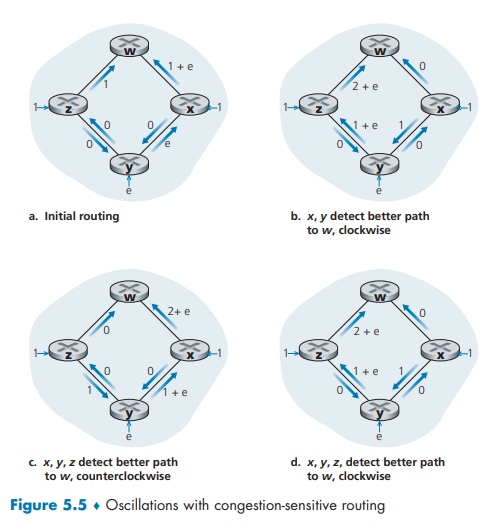 w
1 + e
1
1
z
x
1
0
0
0
e
y
e
a. Initial routing
w
0
2 + e
1
z
x
1
1 + e
1
0
0
y
e
b. x, y detect better path
to w, clockwise
w
2+ e
0
1
z
x
1
0
0
1
1 + e
y
e
c. x, y, z detect better path
to w, counterclockwise
w
0
2 + e
1
z
x
1
1 + e
1
0
0
y
e
d. x, y, z, detect better path
to w, clockwise
Figure 5.5 ♦ Oscillations with congestion-sensitive routing